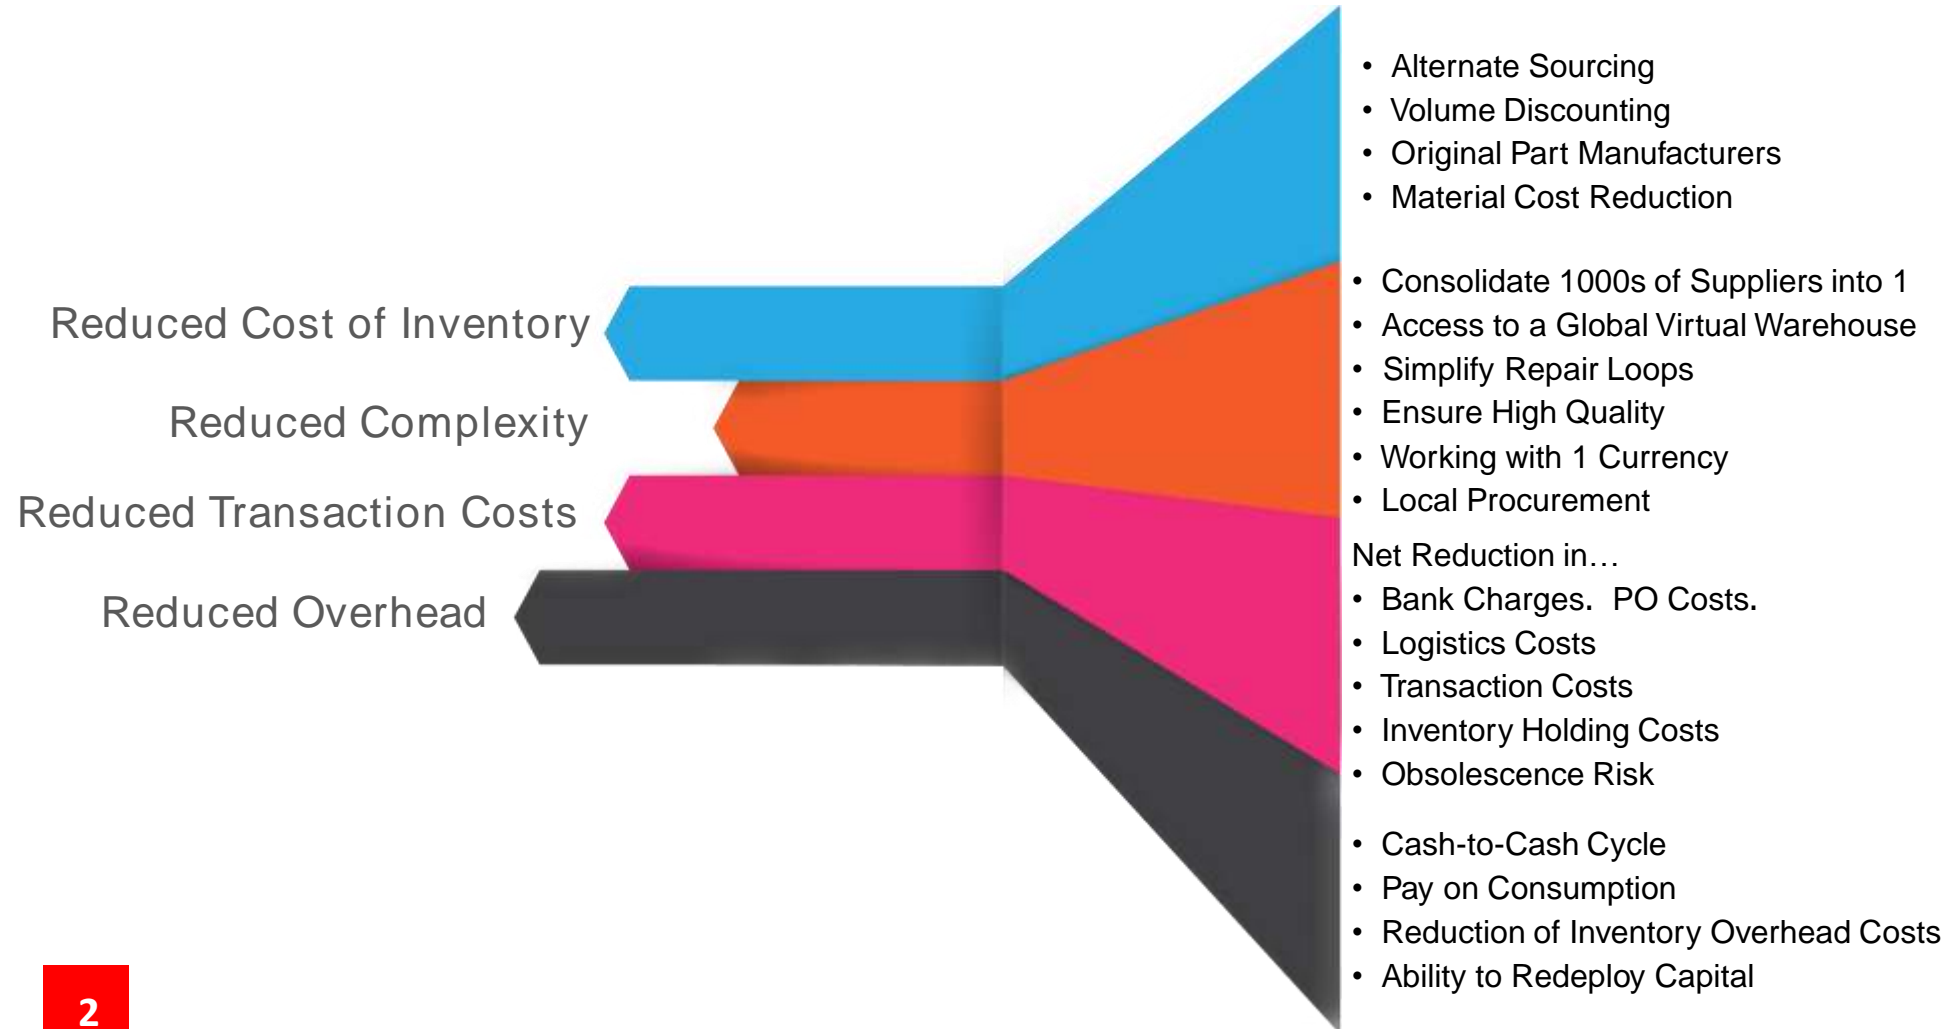 Reduced Cost of Inventory
Reduced Complexity
Reduced Transaction Costs
Reduced Overhead
• Alternate Sourcing
• Volume Discounting
• Original Part Manufacturers
• Material Cost Reduction
• Consolidate 1000s of Suppliers into 1
• Access to a Global Virtual Warehouse
• Simplify Repair Loops
• Ensure High Quality
• Working with 1 Currency
• Local Procurement
Net Reduction in…
• Bank Charges. PO Costs.
• Logistics Costs
• Transaction Costs
• Inventory Holding Costs
• Obsolescence Risk
• Cash-to-Cash Cycle
• Pay on Consumption
• Reduction of Inventory Overhead Costs
• Ability to Redeploy Capital
2